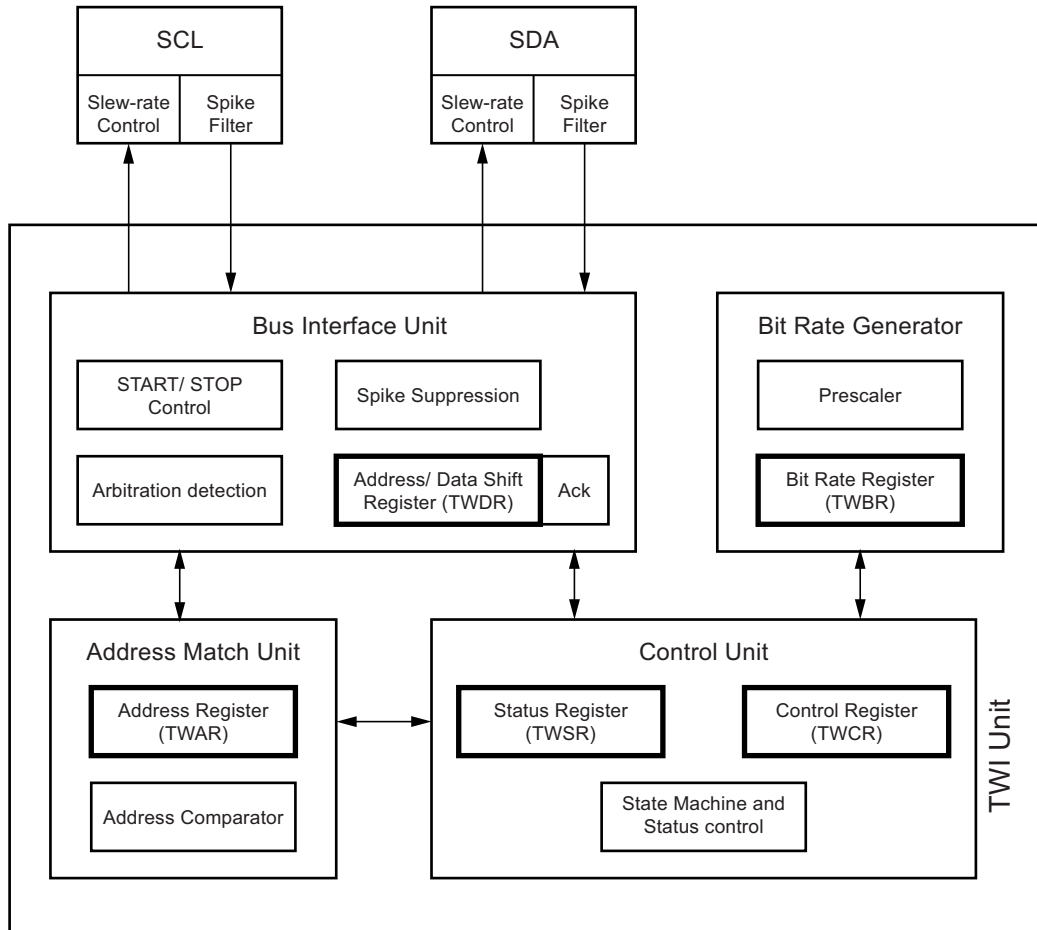 SCL
SDA
Slew-rate
Control
Spike
Filter
Slew-rate
Control
Spike
Filter
Bus Interface Unit
START/ STOP
Control
Spike Suppression
Arbitration detection
Address/ Data Shift
Register (TWDR)
Ack
Bit Rate Generator
Prescaler
Bit Rate Register
(TWBR)
Address Match Unit
Address Register
(TWAR)
Address Comparator
Control Unit
Status Register
(TWSR)
Control Register
(TWCR)
State Machine and
Status control
TWI Unit